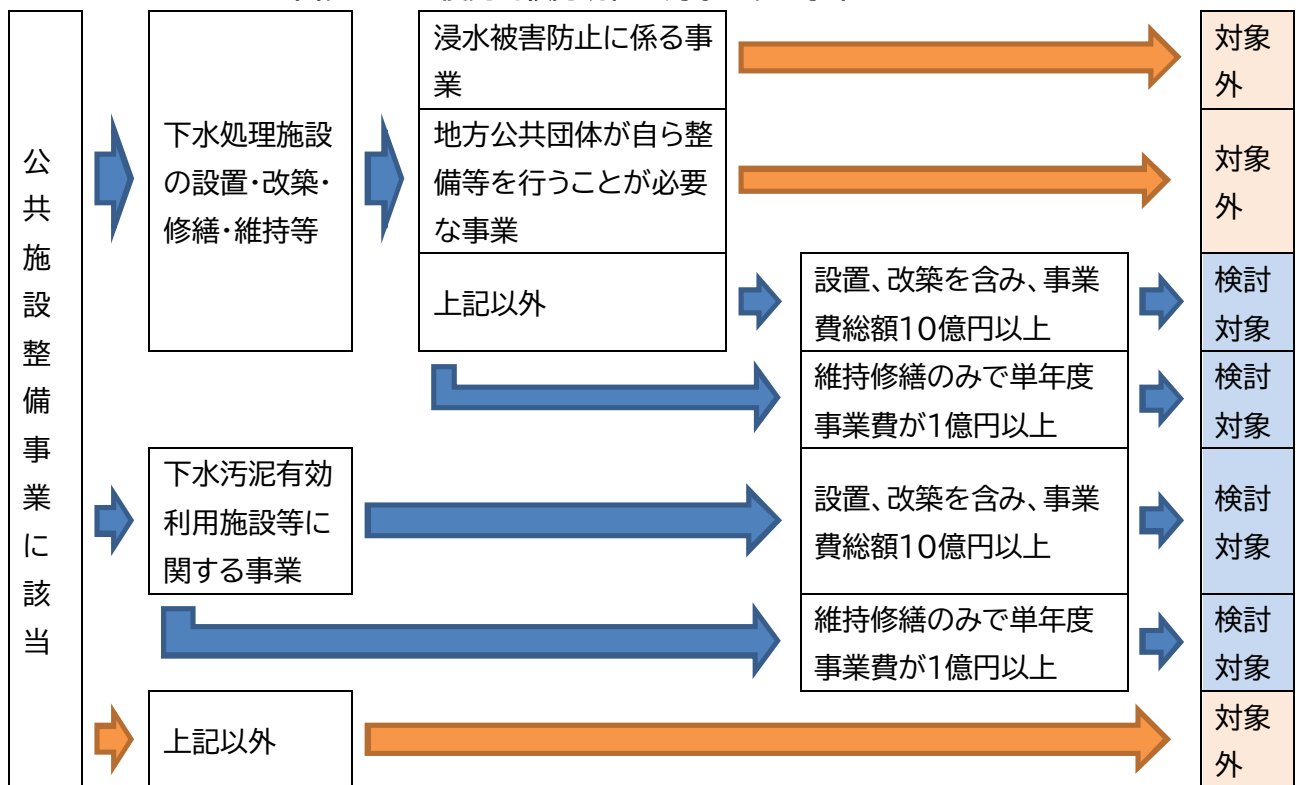 公
共
施
設
整
備
事
業
に
該
当
下水処理施設
の設置・改築・
修繕・維持等
浸水被害防止に係る事
業
対象
外
地方公共団体が自ら整
備等を行うことが必要
な事業
対象
外
上記以外
設置、改築を含み、事業
費総額10億円以上
検討
対象
維持修繕のみで単年度
事業費が1億円以上
検討
対象
下水汚泥有効
利用施設等に
関する事業
設置、改築を含み、事業
費総額10億円以上
検討
対象
維持修繕のみで単年度
事業費が1億円以上
検討
対象
上記以外
対象
外